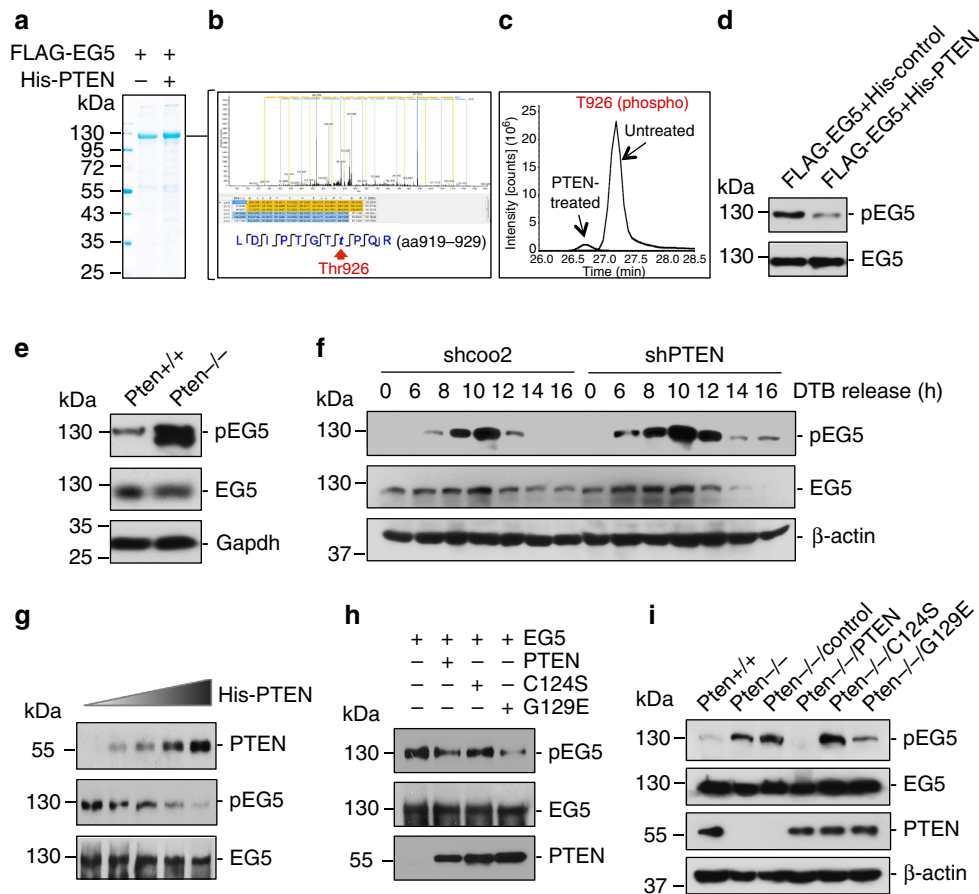 a
FLAG-EG5 + +
His-PTEN – +
kDa
130
95
72
55
43
34
25
b
L D I P T G T t P Q R (aa919–929)
Thr926
c
T926 (phospho)
Intensity [counts] (10⁶)
25
20
15
10
5
0
Untreated
PTEN-
treated
26.0 26.5 27.0 27.5 28.0 28.5
Time (min)
d
FLAG-EG5+His-control
FLAG-EG5+His-PTEN
kDa
130 pEG5
130 EG5
e
Pten+/+
Pten–/–
kDa
130 pEG5
130 EG5
35
25
Gapdh
f
shcoo2 shPTEN
0 6 8 10 12 14 16 0 6 8 10 12 14 16 DTB release (h)
kDa
130 pEG5
130 EG5
37 β-actin
g
His-PTEN
kDa
55 PTEN
130 pEG5
130 EG5
h
+ + + + EG5
– + – – PTEN
– – + – C124S
– – – + G129E
kDa
130 pEG5
130 EG5
55 PTEN
i
Pten+/+
Pten–/–
Pten–/–/control
Pten–/–/PTEN
Pten–/–/C124S
Pten–/–/G129E
kDa
130 pEG5
130 EG5
55 PTEN
37 β-actin